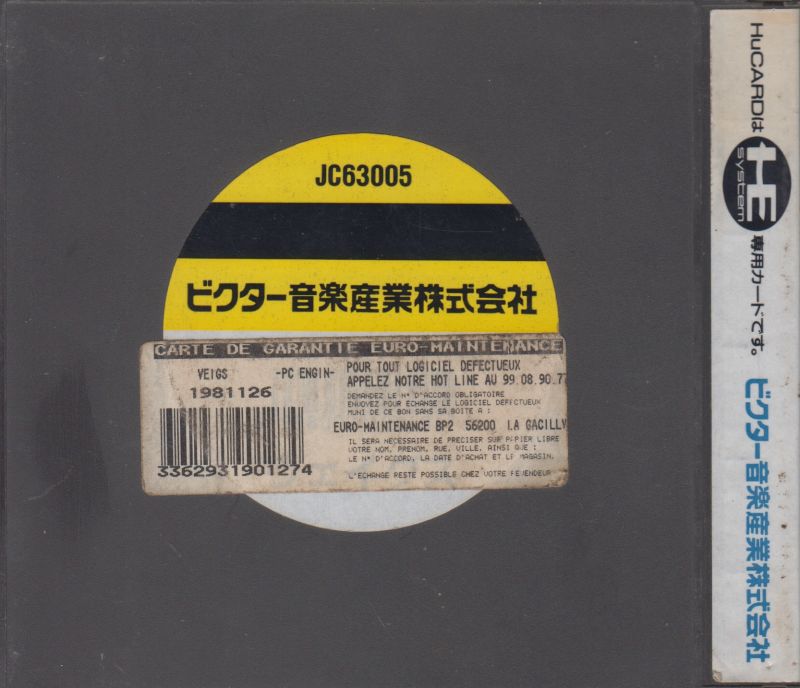 JC63005
ビクター音楽産業株式会社
CARTE DE GARANTIE EURO-MAINTENANCE
VEIGS -PC ENGIN-
1981126
3362931901274
POUR TOUT LOGICIEL DEFECTUEUX
APPELEZ NOTRE HOT LINE AU 99.08.90.77
DEMANDEZ LE N° D'ACCORD OBLIGATOIRE
ENVOYEZ POUR ECHANGE LE LOGICIEL DEFECTUEUX
MUNI DE CE BON SANS SA BOITE A :
EURO-MAINTENANCE BP2 56200 LA GACILLY
IL SERA NECESSAIRE DE PRECISER SUR PAPIER LIBRE
VOTRE NOM, PRENOM, RUE, VILLE, AINSI QUE :
LE N° D'ACCORD, LA DATE D'ACHAT ET LE MAGASIN.
L'ECHANGE RESTE POSSIBLE CHEZ VOTRE REVENDEUR
HuCARDは HE system 専用カードです。 ビクター音楽産業株式会社